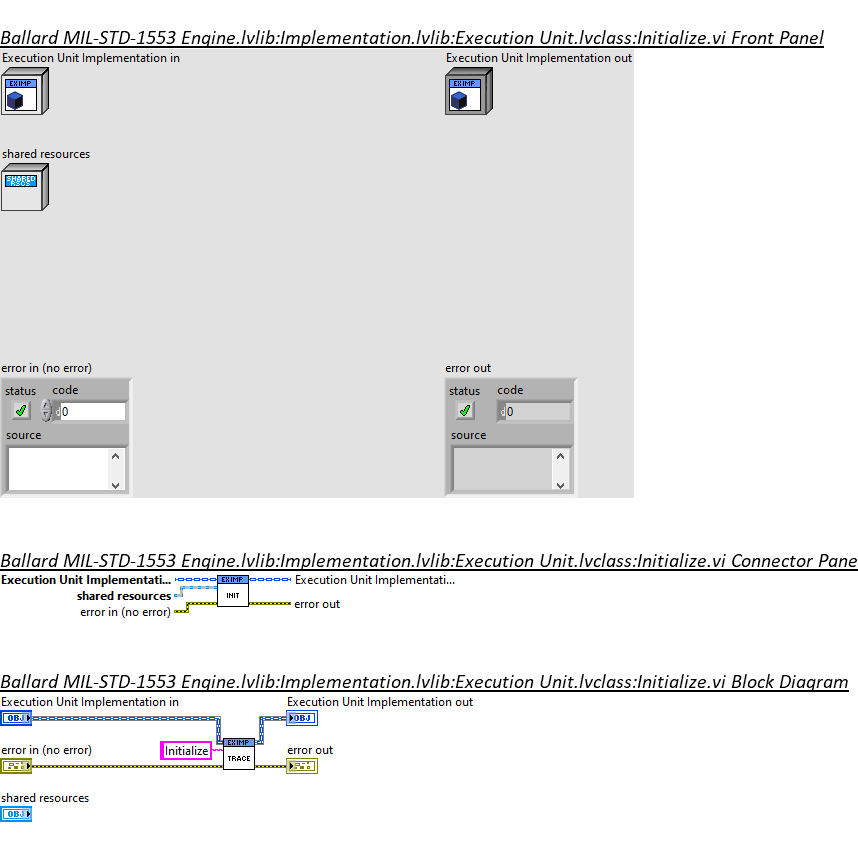 Ballard MIL-STD-1553 Engine.lvlib:Implementation.lvlib:Execution Unit.lvclass:Initialize.vi Front Panel
Execution Unit Implementation in
Execution Unit Implementation out
EXIMP
EXIMP
shared resources
SHARED
RSCS
error in (no error)
error out
status code
status code
d 0
d 0
source
source
Ballard MIL-STD-1553 Engine.lvlib:Implementation.lvlib:Execution Unit.lvclass:Initialize.vi Connector Pane
Execution Unit Implementati...
EXIMP
Execution Unit Implementati...
shared resources
INIT
error in (no error)
error out
Ballard MIL-STD-1553 Engine.lvlib:Implementation.lvlib:Execution Unit.lvclass:Initialize.vi Block Diagram
Execution Unit Implementation in
Execution Unit Implementation out
OBJ
OBJ
EXIMP
error in (no error)
Initialize
error out
TRACE
shared resources
OBJ